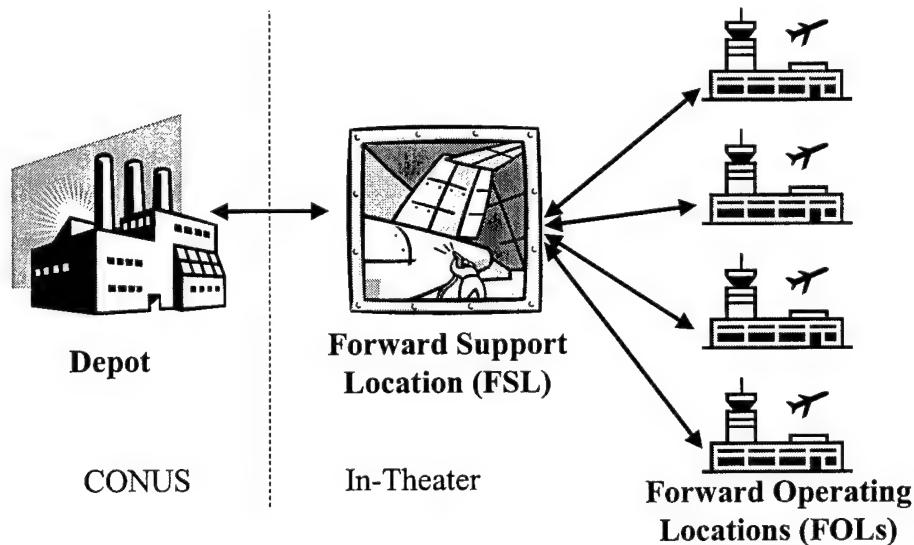 Depot
Forward Support
Location (FSL)
CONUS
In-Theater
Forward Operating
Locations (FOLs)